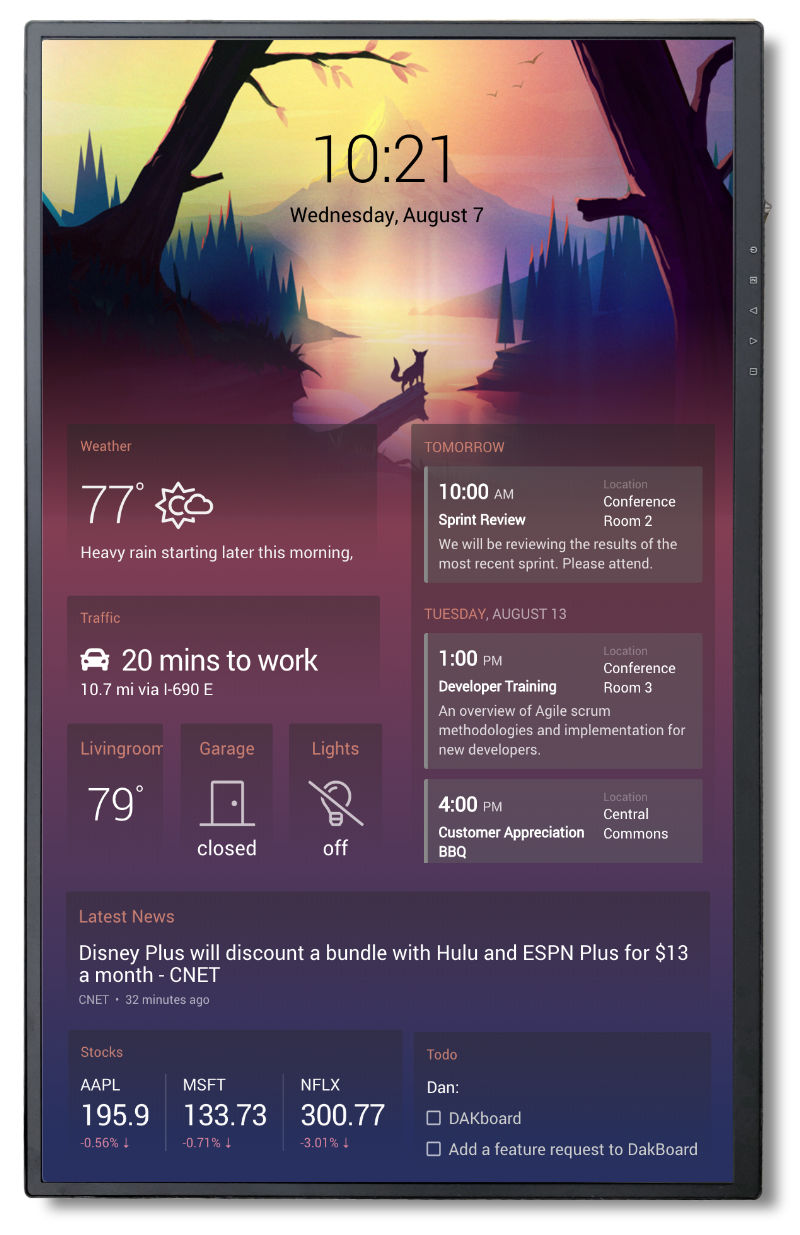 10:21
Wednesday, August 7
Weather
77°
Heavy rain starting later this morning,
Traffic
20 mins to work
10.7 mi via I-690 E
Livingroom
79°
Garage
closed
Lights
off
TOMORROW
10:00 AM
Sprint Review
Location
Conference
Room 2
We will be reviewing the results of the
most recent sprint. Please attend.
TUESDAY, AUGUST 13
1:00 PM
Developer Training
Location
Conference
Room 3
An overview of Agile scrum
methodologies and implementation for
new developers.
4:00 PM
Customer Appreciation
BBQ
Location
Central
Commons
Latest News
Disney Plus will discount a bundle with Hulu and ESPN Plus for $13
a month - CNET
CNET • 32 minutes ago
Stocks
AAPL
195.9
-0.56% ↓
MSFT
133.73
-0.71% ↓
NFLX
300.77
-3.01% ↓
Todo
Dan:
DAKboard
Add a feature request to DakBoard